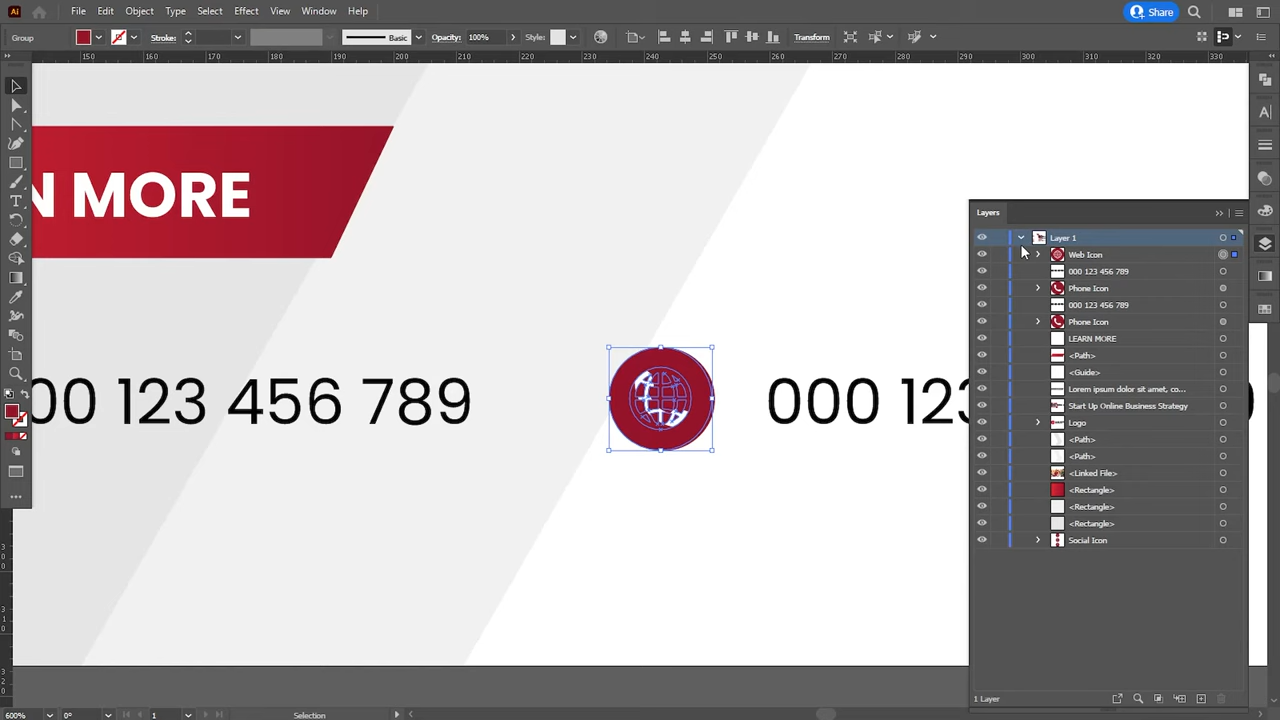 Ai File Edit Object Type Select Effect View Window Help Share
Group Stroke: Basic Opacity: 100% Style: Transform
150 160 170 180 190 200 210 220 230 240 250 260 270 280 290 300 310 320 330
N MORE
00 123 456 789
000 123
Layers
Layer 1
Web Icon
000 123 456 789
Phone Icon
000 123 456 789
Phone Icon
LEARN MORE
<Path>
<Guide>
Lorem ipsum dolor sit amet, co...
Start Up Online Business Strategy
Logo
<Path>
<Path>
<Linked File>
<Rectangle>
<Rectangle>
<Rectangle>
Social Icon
1 Layer
600% 0° 1 Selection